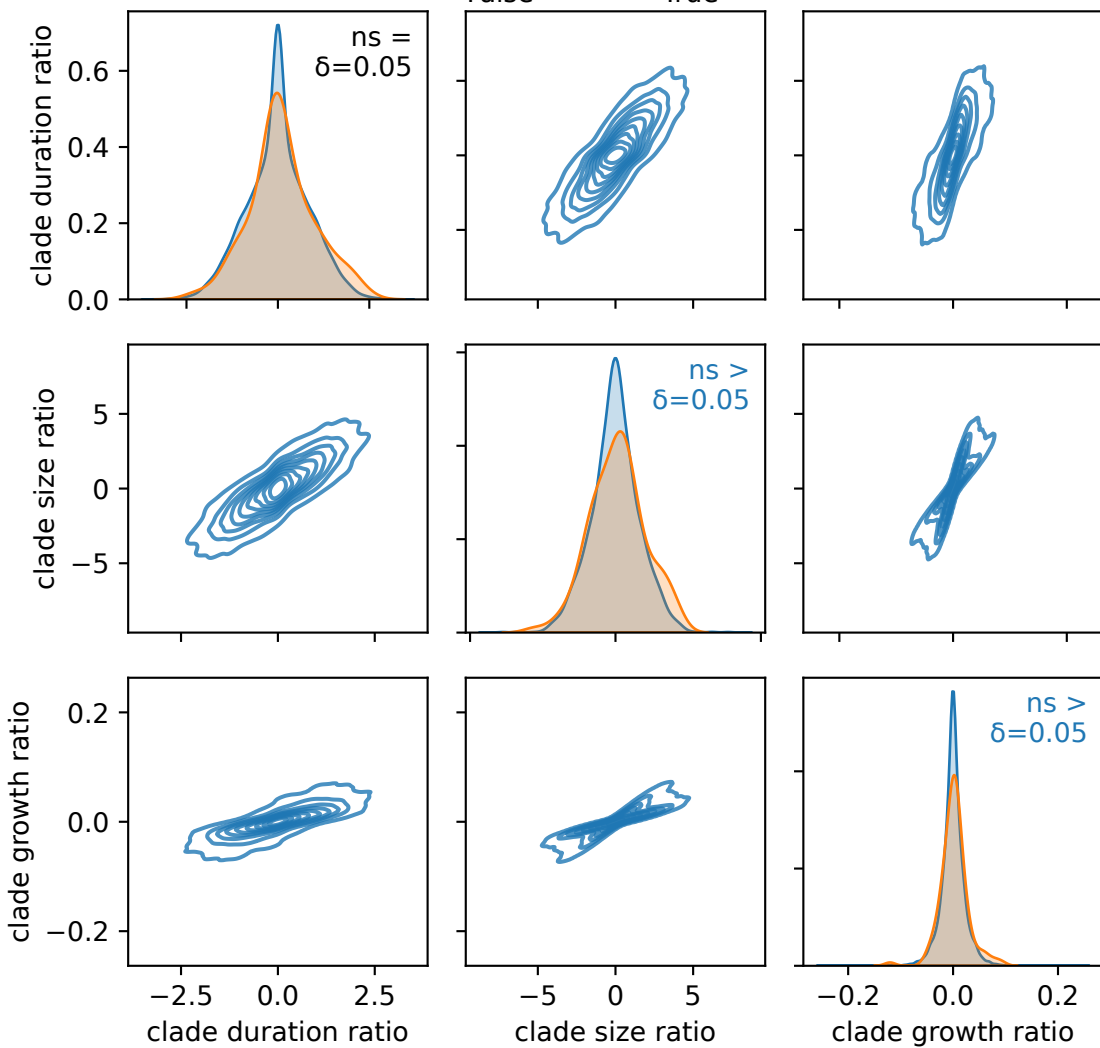 clade duration ratio
0.6
0.4
0.2
0.0
ns =
δ=0.05
clade size ratio
5
0
−5
ns >
δ=0.05
clade growth ratio
0.2
0.0
−0.2
ns >
δ=0.05
−2.5 0.0 2.5
−5 0 5
−0.2 0.0 0.2
clade duration ratio
clade size ratio
clade growth ratio